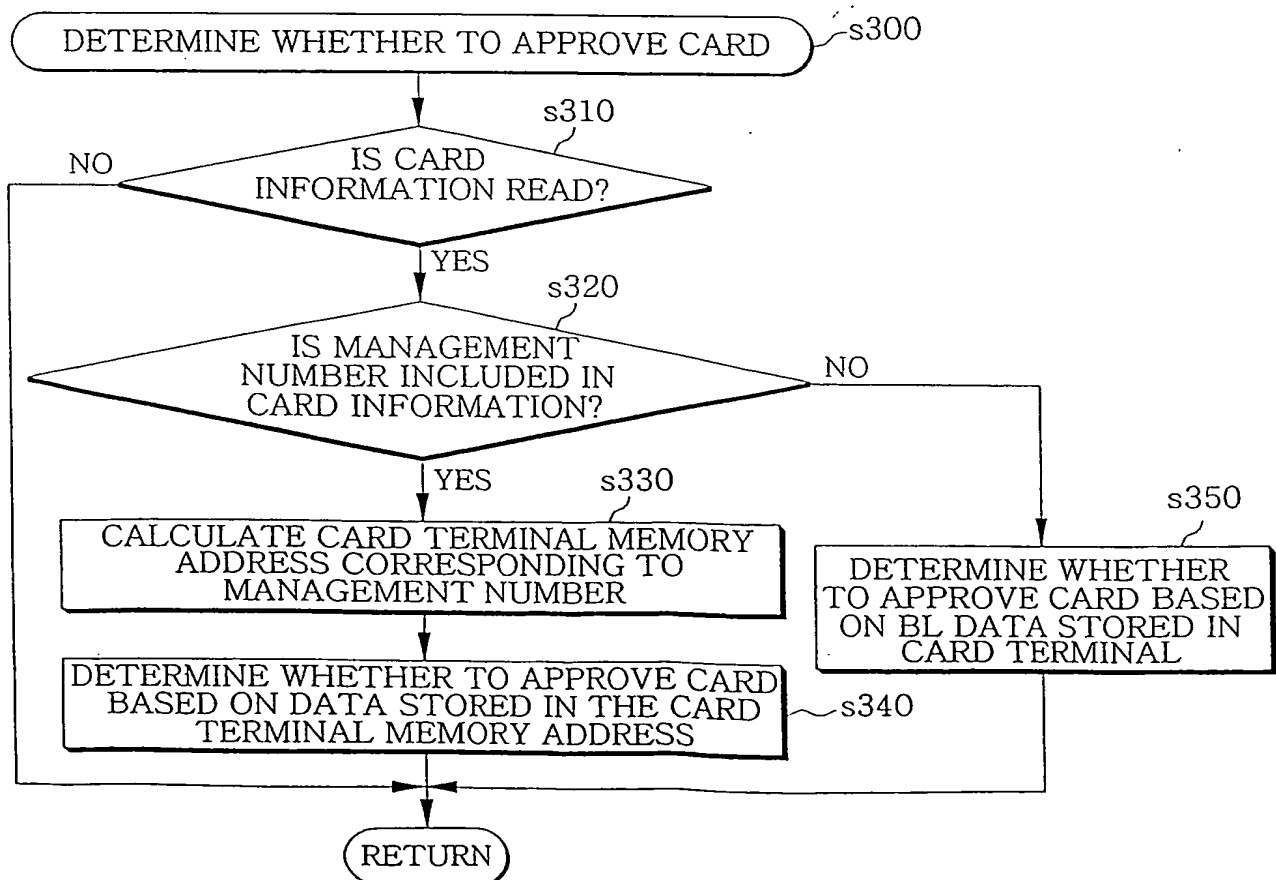 DETERMINE WHETHER TO APPROVE CARD
s300
s310
IS CARD
INFORMATION READ?
NO
YES
s320
IS MANAGEMENT
NUMBER INCLUDED IN
CARD INFORMATION?
NO
YES
s330
CALCULATE CARD TERMINAL MEMORY
ADDRESS CORRESPONDING TO
MANAGEMENT NUMBER
s350
DETERMINE WHETHER
TO APPROVE CARD BASED
ON BL DATA STORED IN
CARD TERMINAL
DETERMINE WHETHER TO APPROVE CARD
BASED ON DATA STORED IN THE CARD
TERMINAL MEMORY ADDRESS
s340
RETURN